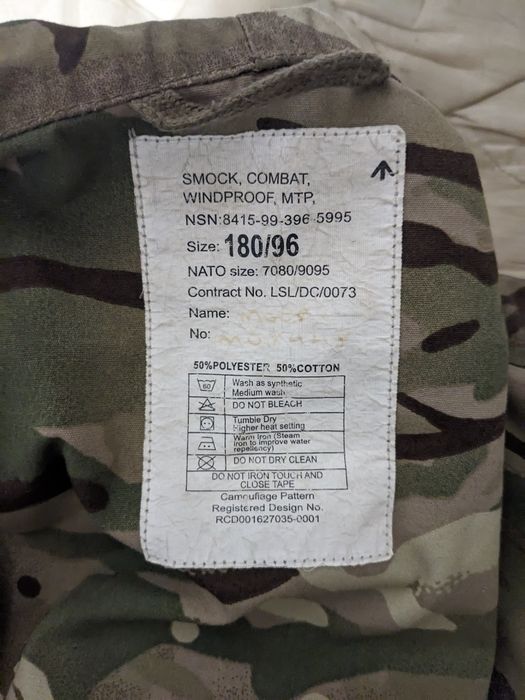 SMOCK, COMBAT,
WINDPROOF, MTP,
NSN:8415-99-396-5995
Size: 180/96
NATO size: 7080/9095
Contract No. LSL/DC/0073
Name:
No:
50%POLYESTER 50%COTTON
60
Wash as synthetic
Medium wash
DO NOT BLEACH
Tumble Dry
Higher heat setting
Warm Iron (Steam
Iron to improve water
repellency)
DO NOT DRY CLEAN
DO NOT IRON TOUCH AND
CLOSE TAPE
Camouflage Pattern
Registered Design No.
RCD001627035-0001